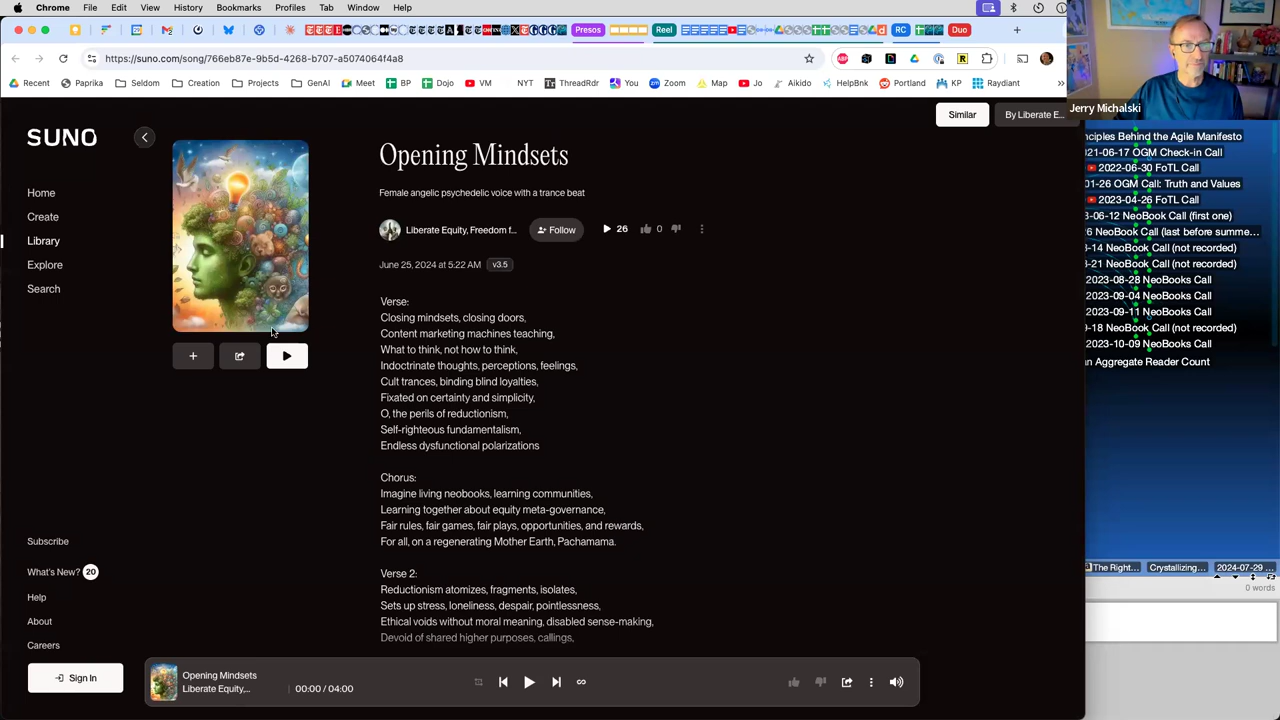 Chrome File Edit View History Bookmarks Profiles Tab Window Help
Presos Reel RC Duo
https://suno.com/song/766eb87e-9b5d-4268-b707-a5074064f4a8
Recent Paprika Seldom Creation Projects GenAI Meet BP Dojo VM NYT ThreadRdr You Zoom Map Jo Aikido HelpBnk Portland KP Raydiant
Jerry Michalski
SUNO
Similar
By Liberate E...
Home
Create
Library
Explore
Search
Opening Mindsets
Female angelic psychedelic voice with a trance beat
Liberate Equity, Freedom f...
Follow
26
0
June 25, 2024 at 5:22 AM v3.5
Verse:
Closing mindsets, closing doors,
Content marketing machines teaching,
What to think, not how to think,
Indoctrinate thoughts, perceptions, feelings,
Cult trances, binding blind loyalties,
Fixated on certainty and simplicity,
O, the perils of reductionism,
Self-righteous fundamentalism,
Endless dysfunctional polarizations
Chorus:
Imagine living neobooks, learning communities,
Learning together about equity meta-governance,
Fair rules, fair games, fair plays, opportunities, and rewards,
For all, on a regenerating Mother Earth, Pachamama.
Verse 2:
Reductionism atomizes, fragments, isolates,
Sets up stress, loneliness, despair, pointlessness,
Ethical voids without moral meaning, disabled sense-making,
Devoid of shared higher purposes, callings,
Subscribe
What's New? 20
Help
About
Careers
Sign In
Opening Mindsets
Liberate Equity,...
00:00 / 04:00
nciples Behind the Agile Manifesto
21-06-17 OGM Check-in Call
2022-06-30 FoTL Call
01-26 OGM Call: Truth and Values
2023-04-26 FoTL Call
3-06-12 NeoBook Call (first one)
6 NeoBook Call (last before summe...
-14 NeoBook Call (not recorded)
-21 NeoBook Call (not recorded)
2023-08-28 NeoBooks Call
2023-09-04 NeoBooks Call
2023-09-11 NeoBooks Call
9-18 NeoBook Call (not recorded)
2023-10-09 NeoBooks Call
an Aggregate Reader Count
The Right... Crystallizing... 2024-07-29 ...
0 words